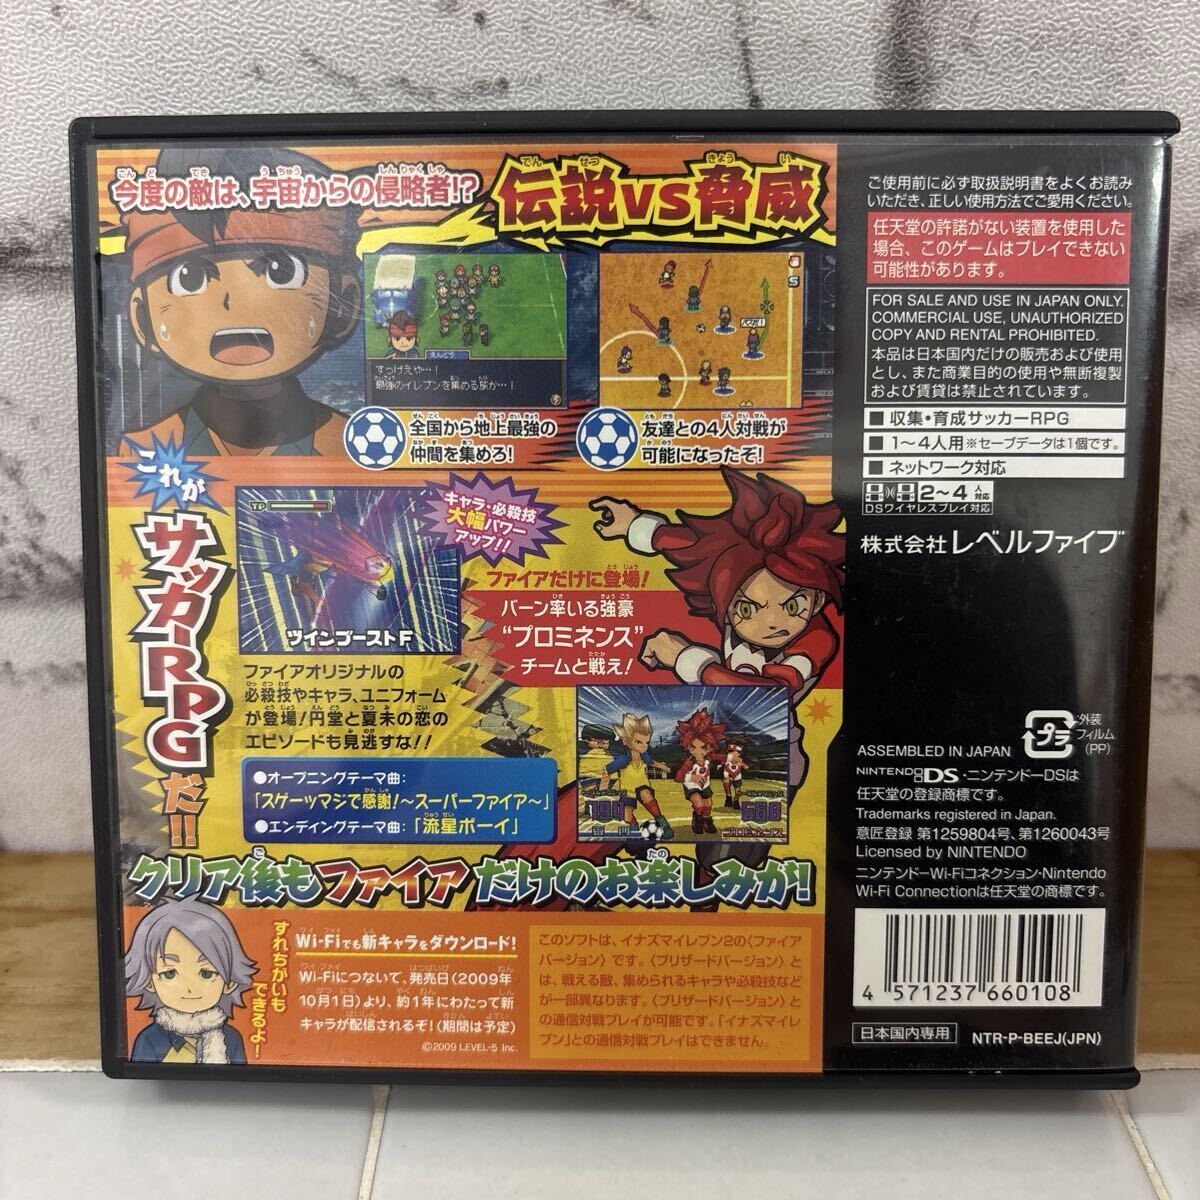 今度の敵は、宇宙からの侵略者!?
伝説vs脅威
えんどう
すっげえや…!
最強のイレブンを集める旅か…!
パスだ!
S
全国から地上最強の
仲間を集めろ!
友達との4人対戦が
可能になったぞ!
これが
サッカーRPG
だ!!
TP
ツインブーストF
キャラ・必殺技
大幅パワー
アップ!!
ファイアだけに登場!
バーン率いる強豪
“プロミネンス”
チームと戦え!
ファイアオリジナルの
必殺技やキャラ、ユニフォーム
が登場!円堂と夏未の恋の
エピソードも見逃すな!!
●オープニングテーマ曲:
「スゲーッマジで感謝!~スーパーファイア~」
●エンディングテーマ曲:「流星ボーイ」
194
568
雷門
プロミネンス
クリア後もファイアだけのお楽しみが!
すれちがいも
できるよ!
Wi-Fiでも新キャラをダウンロード!
Wi-Fiにつないで、発売日(2009年
10月1日)より、約1年にわたって新
キャラが配信されるぞ!(期間は予定)
©2009 LEVEL-5 Inc.
このソフトは、イナズマイレブン2の〈ファイア
バージョン〉です。〈ブリザードバージョン〉と
は、戦える敵、集められるキャラや必殺技など
が一部異なります。〈ブリザードバージョン〉と
の通信対戦プレイが可能です。「イナズマイレ
ブン」との通信対戦プレイはできません。
ご使用前に必ず取扱説明書をよくお読み
いただき、正しい使用方法でご愛用ください。
任天堂の許諾がない装置を使用した
場合、このゲームはプレイできない
可能性があります。
FOR SALE AND USE IN JAPAN ONLY.
COMMERCIAL USE, UNAUTHORIZED
COPY AND RENTAL PROHIBITED.
本品は日本国内だけの販売および使用
とし、また商業目的の使用や無断複製
および賃貸は禁止されています。
■収集・育成サッカーRPG
■1~4人用※セーブデータは1個です。
■ネットワーク対応
2~4人対応
DSワイヤレスプレイ対応
株式会社レベルファイブ
プラ
外装
フィルム
(PP)
ASSEMBLED IN JAPAN
NINTENDO DS・ニンテンドーDSは
任天堂の登録商標です。
Trademarks registered in Japan.
意匠登録 第1259804号、第1260043号
Licensed by NINTENDO
ニンテンドーWi-Fiコネクション・Nintendo
Wi-Fi Connectionは任天堂の商標です。
4 571237 660108
日本国内専用
NTR-P-BEEJ(JPN)